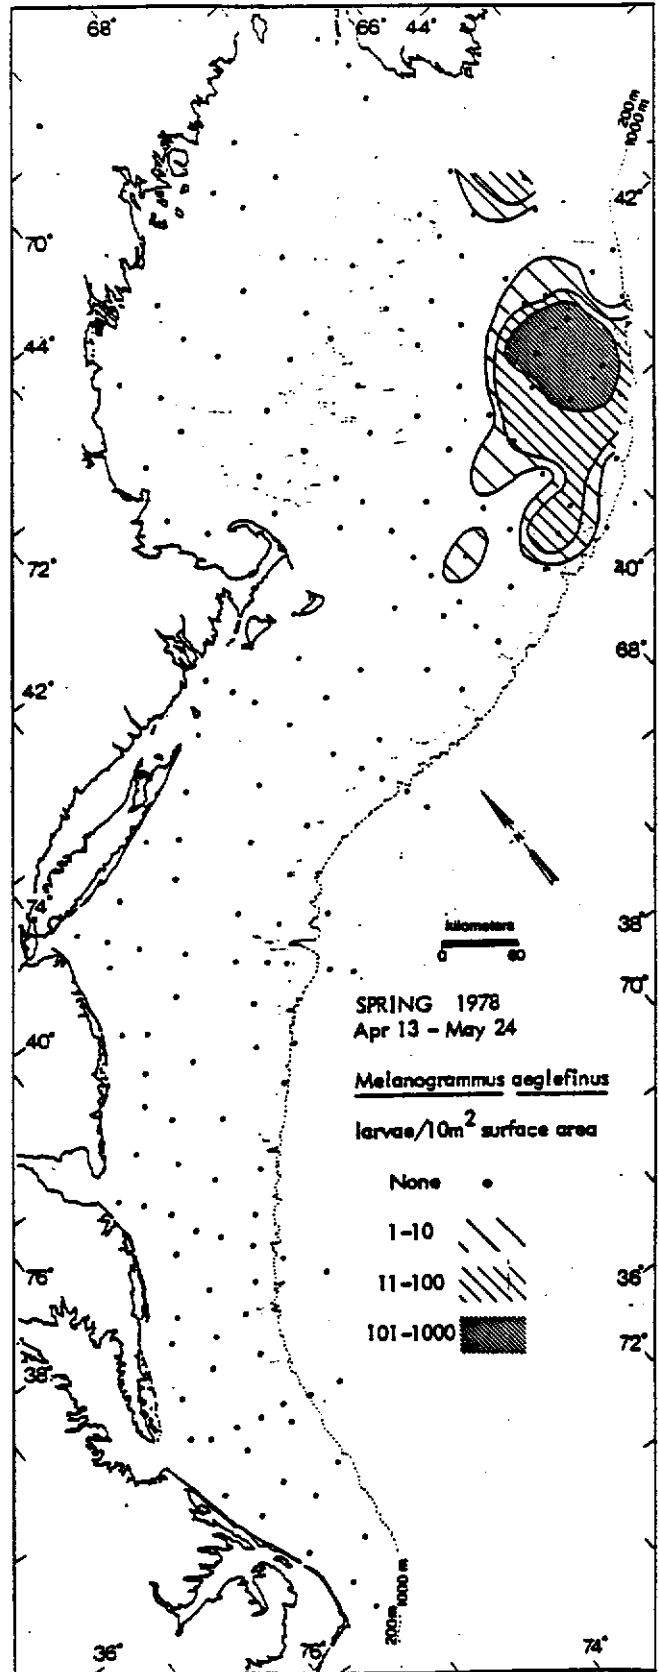 68° 66° 44°
200m
1000m
42°
70°
44°
72°
40°
68°
42°
74°
38°
kilometers
0 60
70°
SPRING 1978
Apr 13 - May 24
40°
Melanogrammus aeglefinus
larvae/10m² surface area
None
1-10
76°
36°
11-100
101-1000
72°
38°
200m
1000m
36° 76° 74°